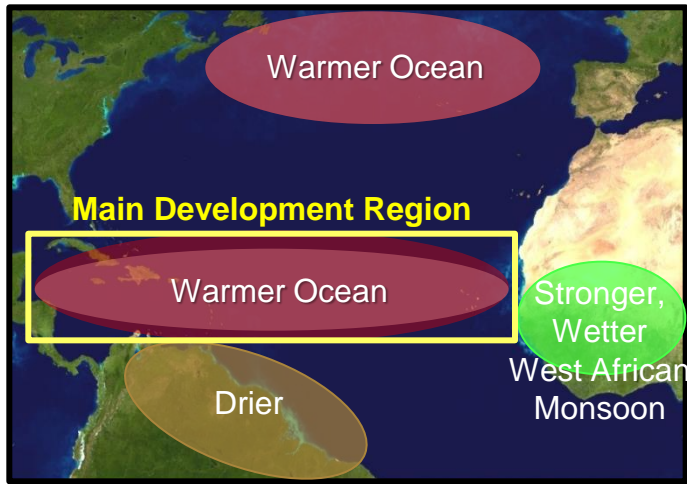 Warmer Ocean
Main Development Region
Warmer Ocean
Stronger,
Wetter
West African
Monsoon
Drier